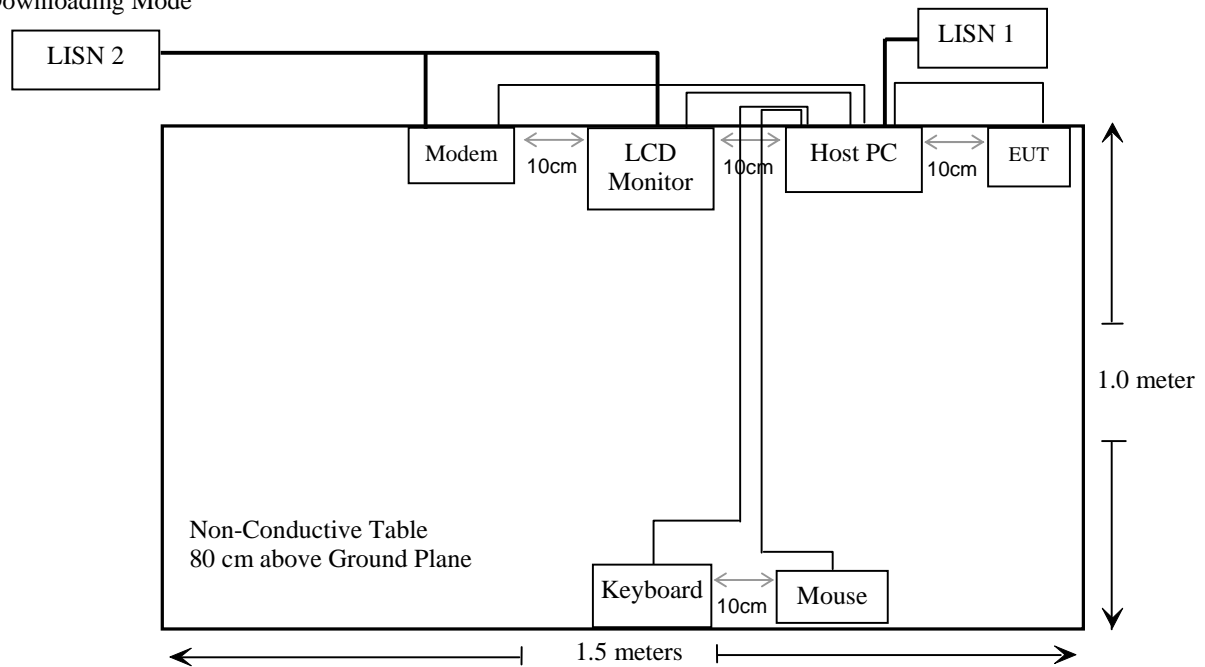 Downloading Mode
LISN 2
LISN 1
Modem
10cm
LCD
Monitor
10cm
Host PC
10cm
EUT
1.0 meter
Non-Conductive Table
80 cm above Ground Plane
Keyboard
10cm
Mouse
1.5 meters